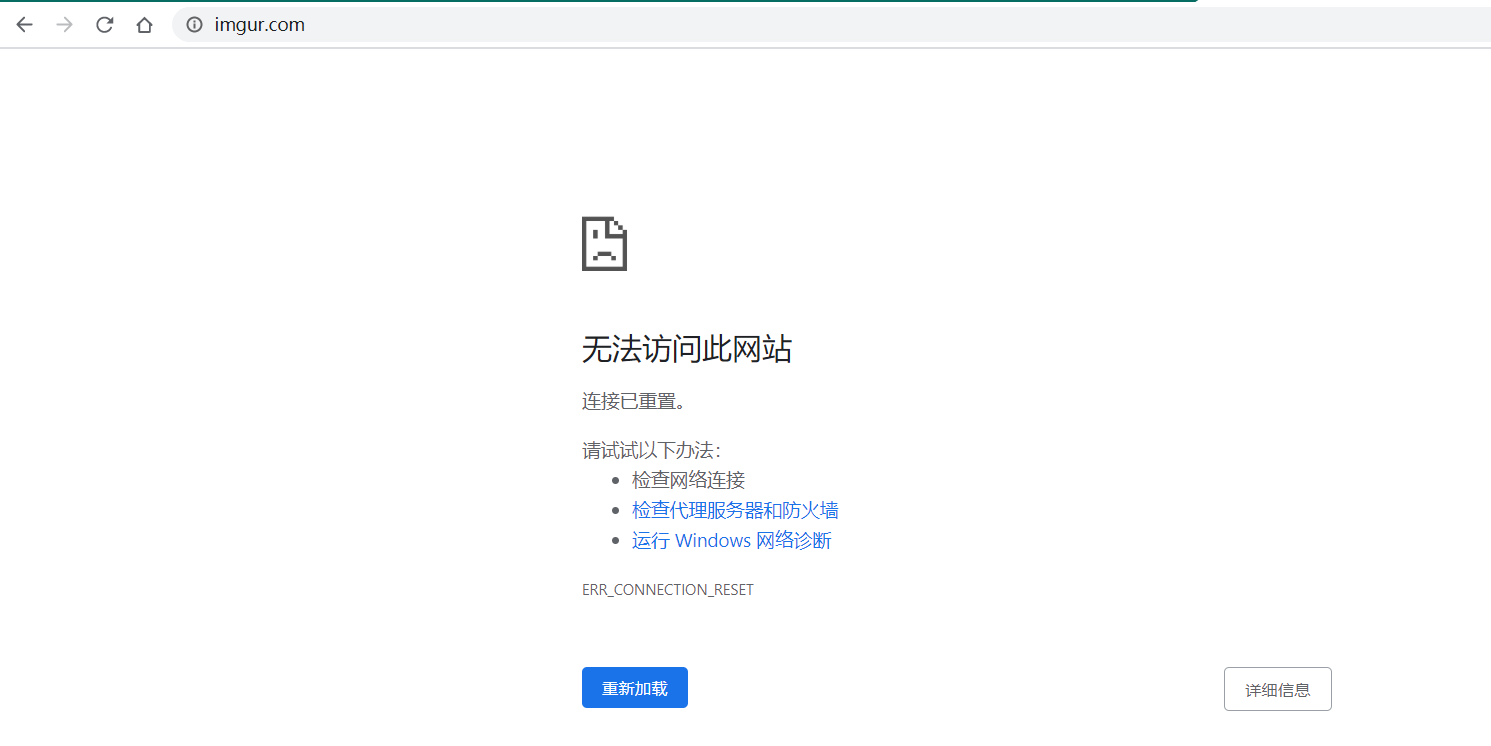 imgur.com
无法访问此网站
连接已重置。
请试试以下办法：
检查网络连接
检查代理服务器和防火墙
运行 Windows 网络诊断
ERR_CONNECTION_RESET
重新加载
详细信息